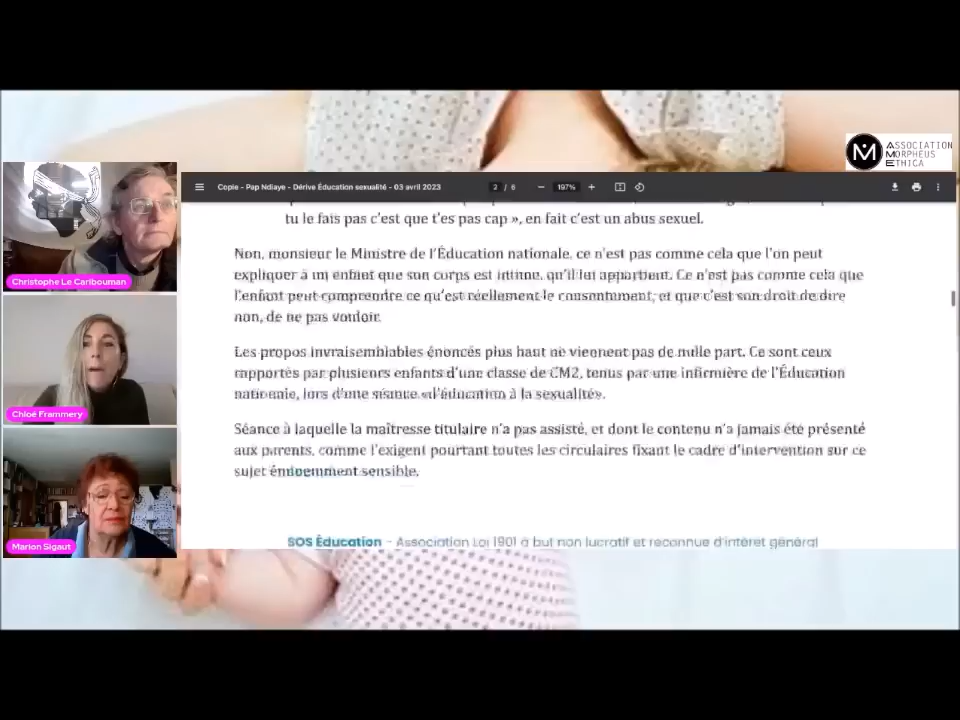 ASSOCIATION
MORPHEUS
ETHICA
Copie - Pap Ndiaye - Dérive Éducation sexualité - 03 avril 2023
2 / 6
197%
tu le fais pas c'est que t'es pas cap », en fait c'est un abus sexuel.
Non, monsieur le Ministre de l'Éducation nationale, ce n'est pas comme cela que l'on peut
expliquer à un enfant que son corps est intime, qu'il lui appartient. Ce n'est pas comme cela que
l'enfant peut comprendre ce qu'est réellement le consentement, et que c'est son droit de dire
non, de ne pas vouloir.
Les propos invraisemblables énoncés plus haut ne viennent pas de nulle part. Ce sont ceux
rapportés par plusieurs enfants d'une classe de CM2, tenus par une infirmière de l'Éducation
nationale, lors d'une séance «d'éducation à la sexualité».
Séance à laquelle la maîtresse titulaire n'a pas assisté, et dont le contenu n'a jamais été présenté
aux parents, comme l'exigent pourtant toutes les circulaires fixant le cadre d'intervention sur ce
sujet éminemment sensible.
SOS Éducation - Association Loi 1901 à but non lucratif et reconnue d'intérêt général
Christophe Le Caribouman
Chloé Frammery
Marion Sigaut